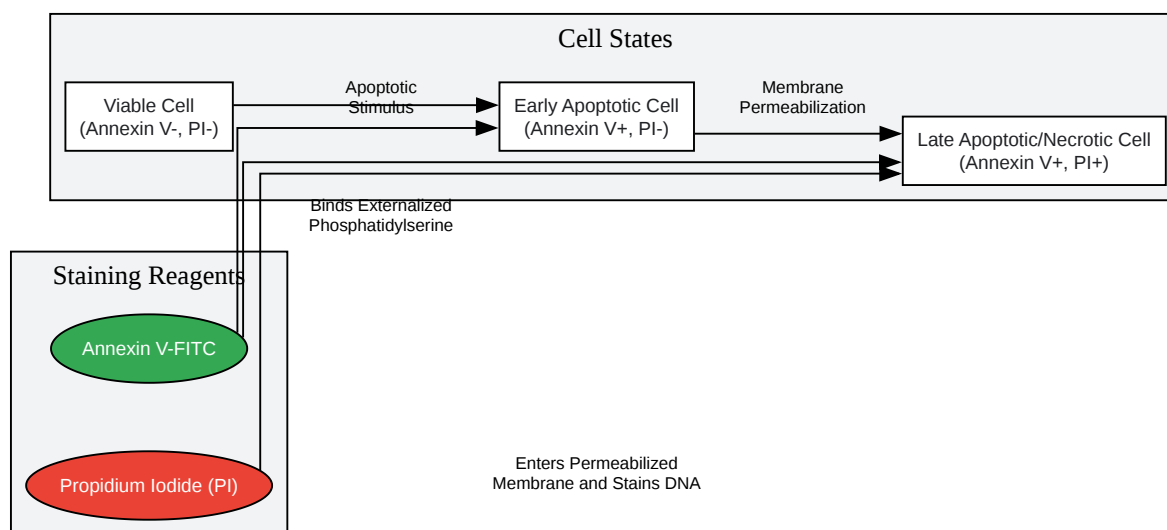 Cell States
Viable Cell
(Annexin V-, PI-)
Apoptotic
Stimulus
Early Apoptotic Cell
(Annexin V+, PI-)
Membrane
Permeabilization
Late Apoptotic/Necrotic Cell
(Annexin V+, PI+)
Binds Externalized
Phosphatidylserine
Staining Reagents
Annexin V-FITC
Propidium Iodide (PI)
Enters Permeabilized
Membrane and Stains DNA